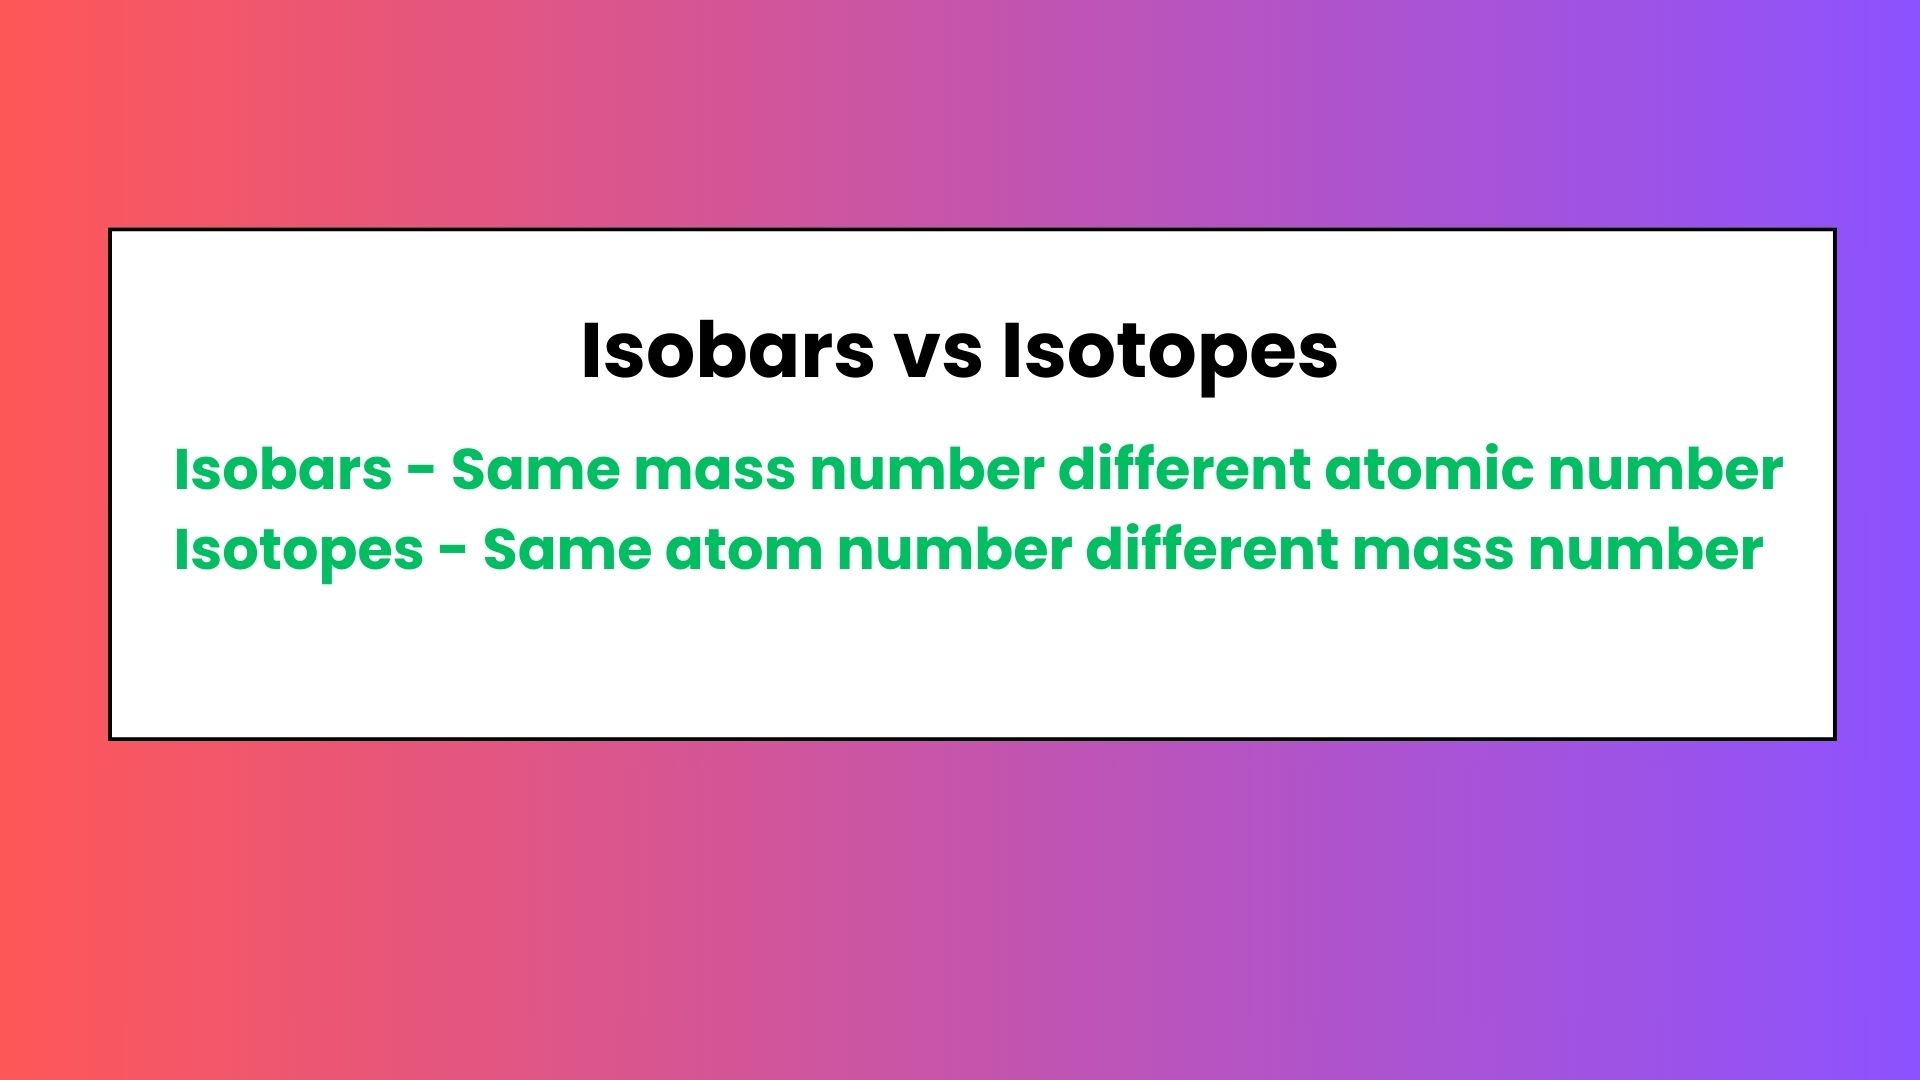 Isobars vs Isotopes
Isobars - Same mass number different atomic number
Isotopes - Same atom number different mass number